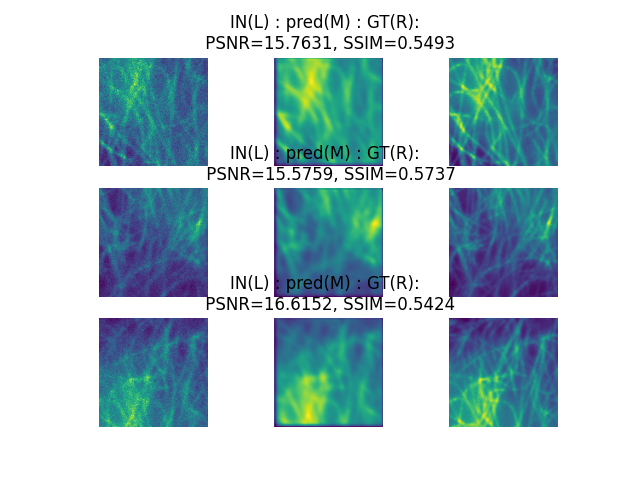 IN(L) : pred(M) : GT(R):
PSNR=15.7631, SSIM=0.5493
IN(L) : pred(M) : GT(R):
PSNR=15.5759, SSIM=0.5737
IN(L) : pred(M) : GT(R):
PSNR=16.6152, SSIM=0.5424